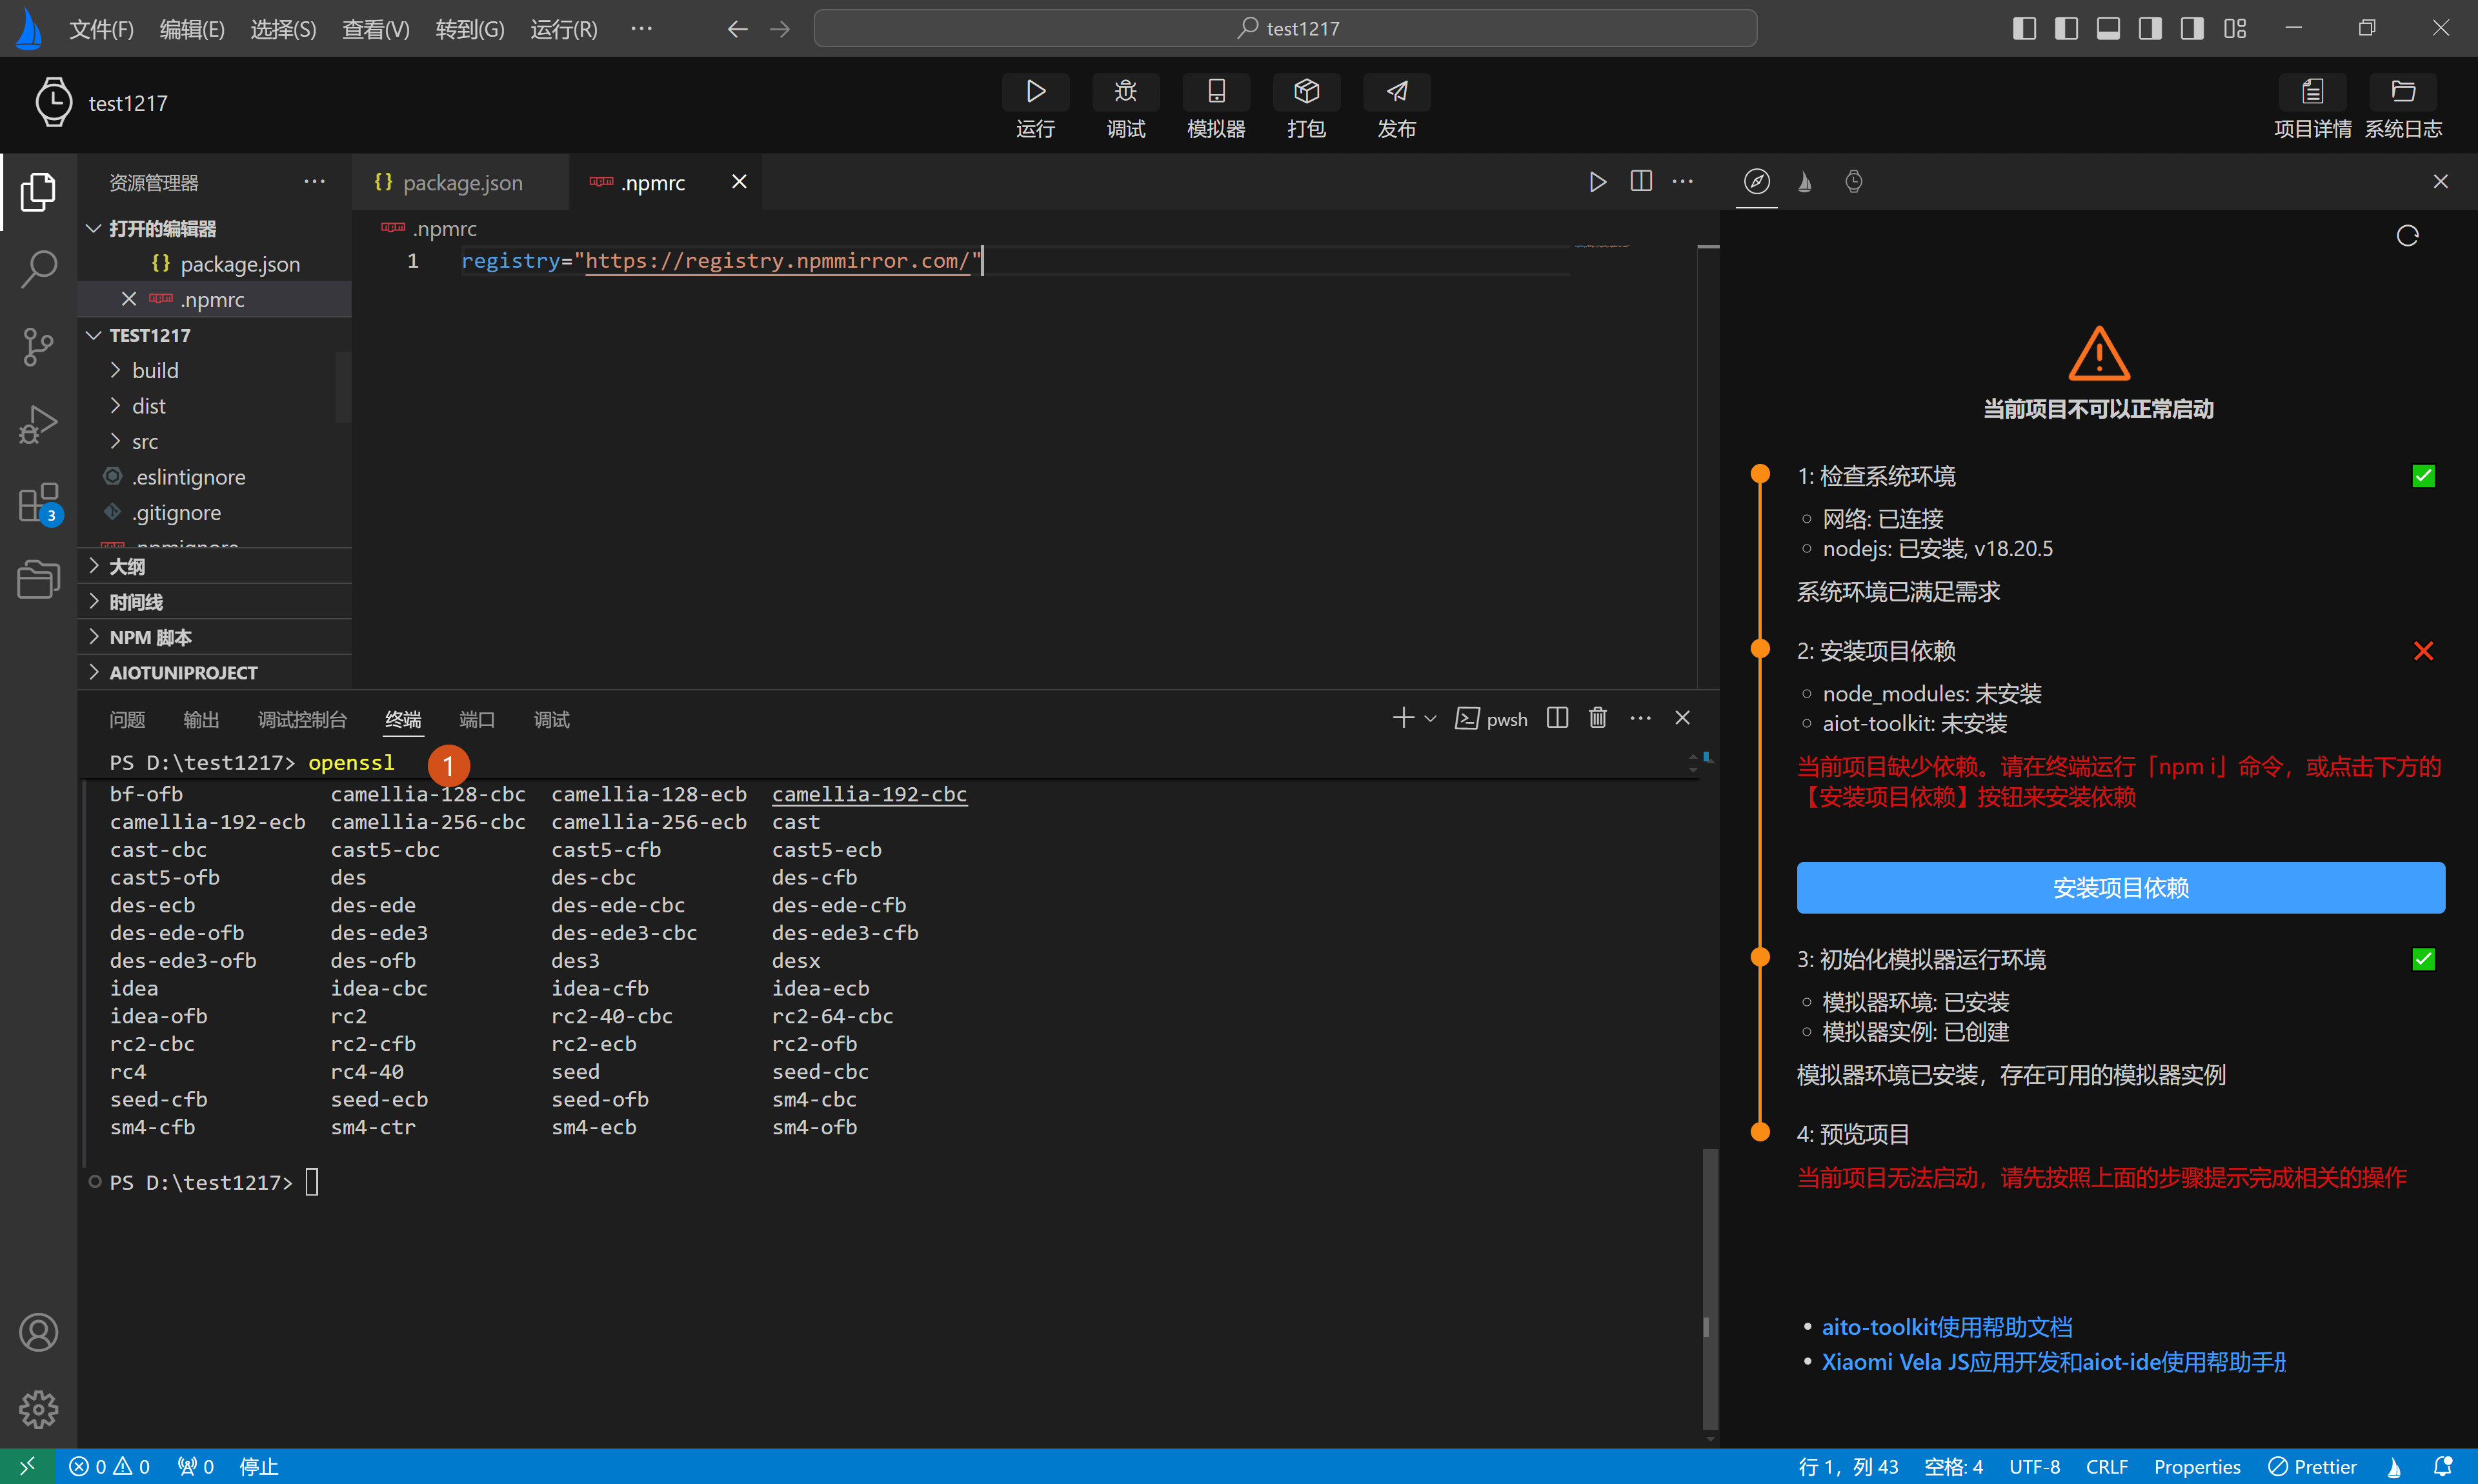 文件(F) 编辑(E) 选择(S) 查看(V) 转到(G) 运行(R) ··· test1217
test1217
运行 调试 模拟器 打包 发布
项目详情 系统日志
资源管理器 ···
打开的编辑器
{} package.json
.npmrc
TEST1217
build
dist
src
.eslintignore
.gitignore
.npmignore
大纲
时间线
NPM 脚本
AIOTUNIPROJECT
3
{} package.json .npmrc
.npmrc
1 registry="https://registry.npmmirror.com/"
问题 输出 调试控制台 终端 端口 调试 pwsh
PS D:\test1217> openssl 1
bf-ofb camellia-128-cbc camellia-128-ecb camellia-192-cbc
camellia-192-ecb camellia-256-cbc camellia-256-ecb cast
cast-cbc cast5-cbc cast5-cfb cast5-ecb
cast5-ofb des des-cbc des-cfb
des-ecb des-ede des-ede-cbc des-ede-cfb
des-ede-ofb des-ede3 des-ede3-cbc des-ede3-cfb
des-ede3-ofb des-ofb des3 desx
idea idea-cbc idea-cfb idea-ecb
idea-ofb rc2 rc2-40-cbc rc2-64-cbc
rc2-cbc rc2-cfb rc2-ecb rc2-ofb
rc4 rc4-40 seed seed-cbc
seed-cfb seed-ecb seed-ofb sm4-cbc
sm4-cfb sm4-ctr sm4-ecb sm4-ofb
PS D:\test1217>
当前项目不可以正常启动
1: 检查系统环境
网络: 已连接
nodejs: 已安装, v18.20.5
系统环境已满足需求
2: 安装项目依赖
node_modules: 未安装
aiot-toolkit: 未安装
当前项目缺少依赖。请在终端运行「npm i」命令，或点击下方的
【安装项目依赖】按钮来安装依赖
安装项目依赖
3: 初始化模拟器运行环境
模拟器环境: 已安装
模拟器实例: 已创建
模拟器环境已安装，存在可用的模拟器实例
4: 预览项目
当前项目无法启动，请先按照上面的步骤提示完成相关的操作
aito-toolkit使用帮助文档
Xiaomi Vela JS应用开发和aiot-ide使用帮助手册
0 0 0 停止 行 1，列 43 空格: 4 UTF-8 CRLF Properties Prettier